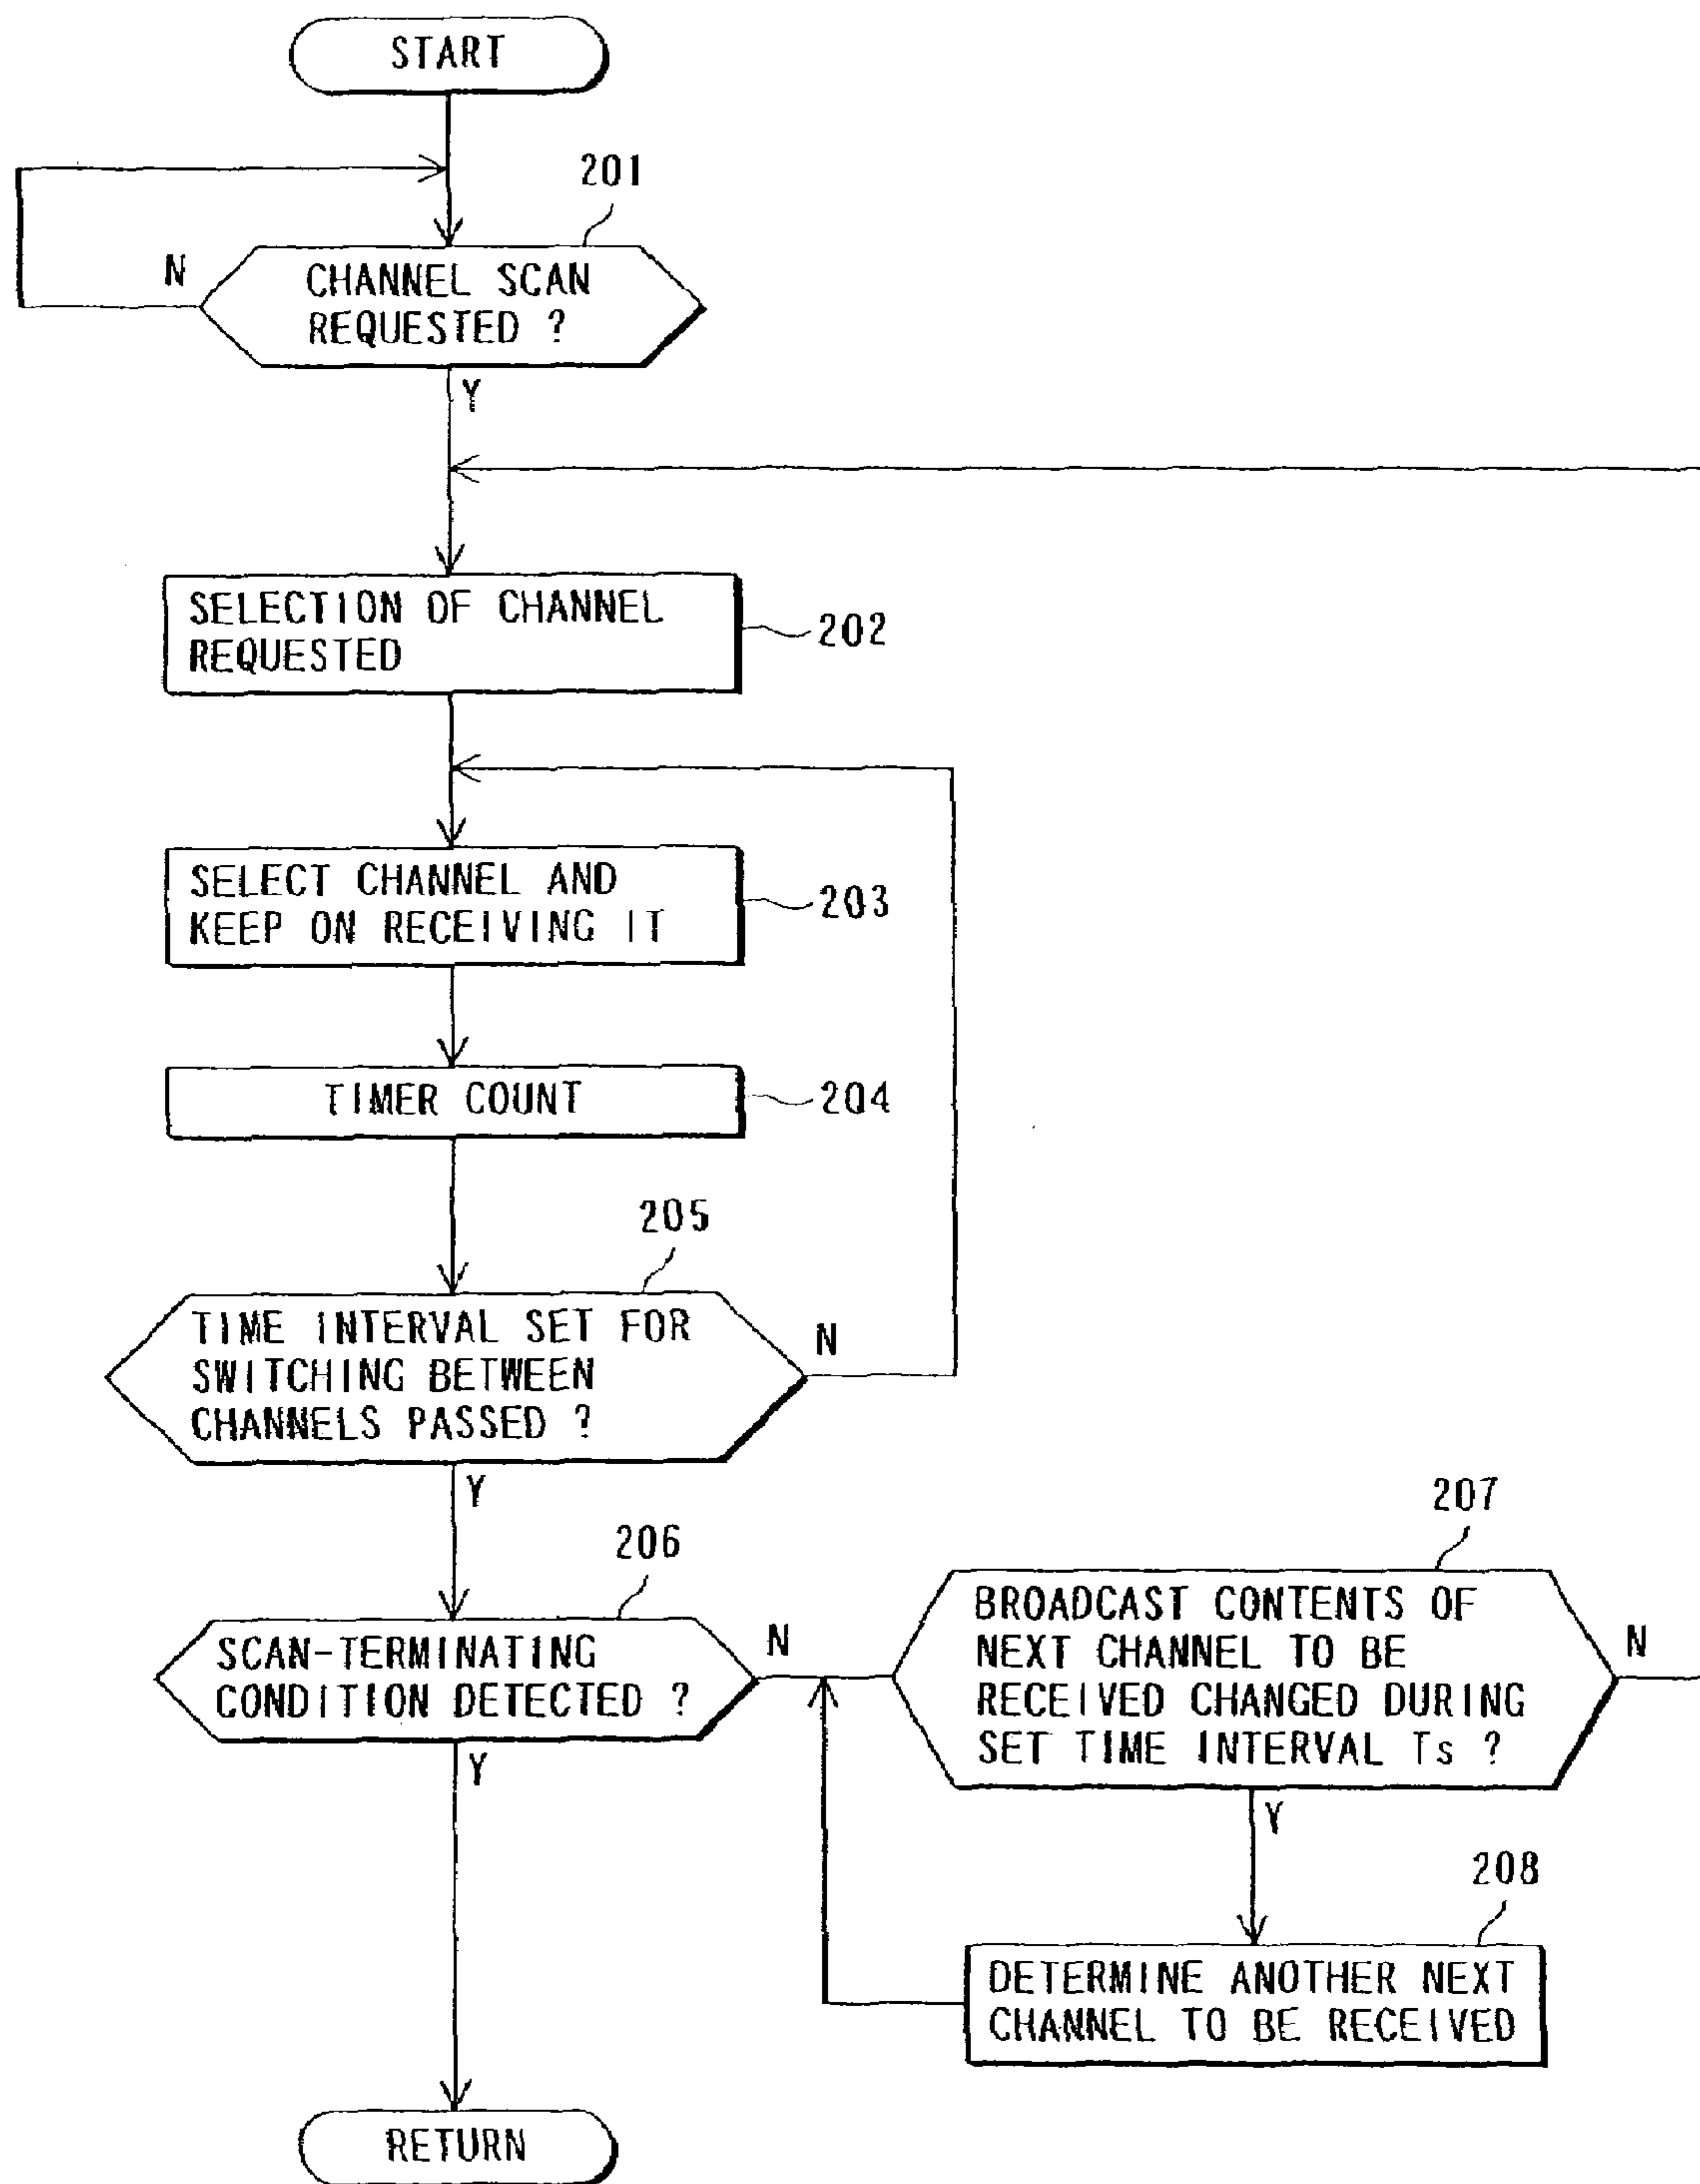 START
201
N
CHANNEL SCAN
REQUESTED ?
Y
SELECTION OF CHANNEL
REQUESTED
202
SELECT CHANNEL AND
KEEP ON RECEIVING IT
203
TIMER COUNT
204
205
TIME INTERVAL SET FOR
SWITCHING BETWEEN
CHANNELS PASSED ?
N
Y
206
SCAN-TERMINATING
CONDITION DETECTED ?
N
Y
207
BROADCAST CONTENTS OF
NEXT CHANNEL TO BE
RECEIVED CHANGED DURING
SET TIME INTERVAL Ts ?
N
Y
208
DETERMINE ANOTHER NEXT
CHANNEL TO BE RECEIVED
RETURN